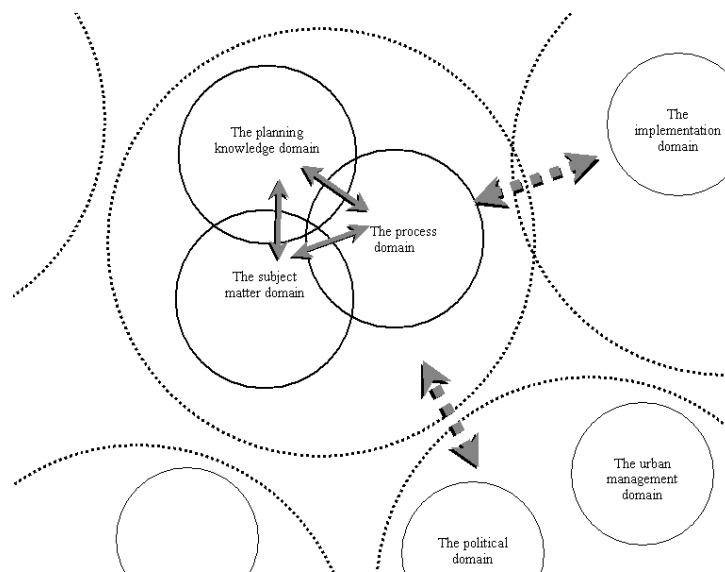 The planning
knowledge domain
The
implementation
domain
The process
domain
The subject
matter domain
The urban
management
domain
The political
domain